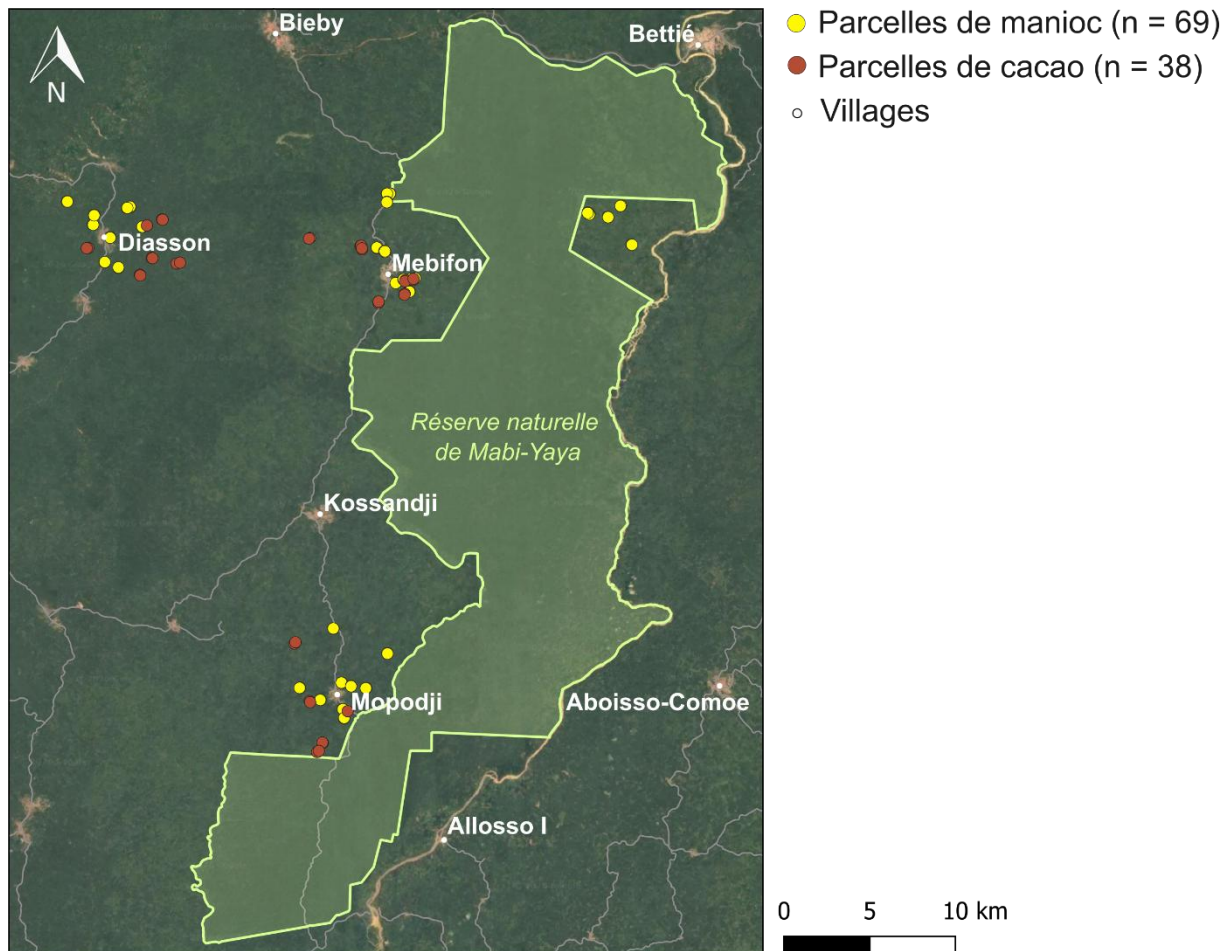 Bieby
Bettié
N
Diasson
Mebifon
Réserve naturelle
de Mabi-Yaya
Kossandji
Mopodji
Aboisso-Comoe
Allosso I
Parcelles de manioc (n = 69)
Parcelles de cacao (n = 38)
Villages
0 5 10 km